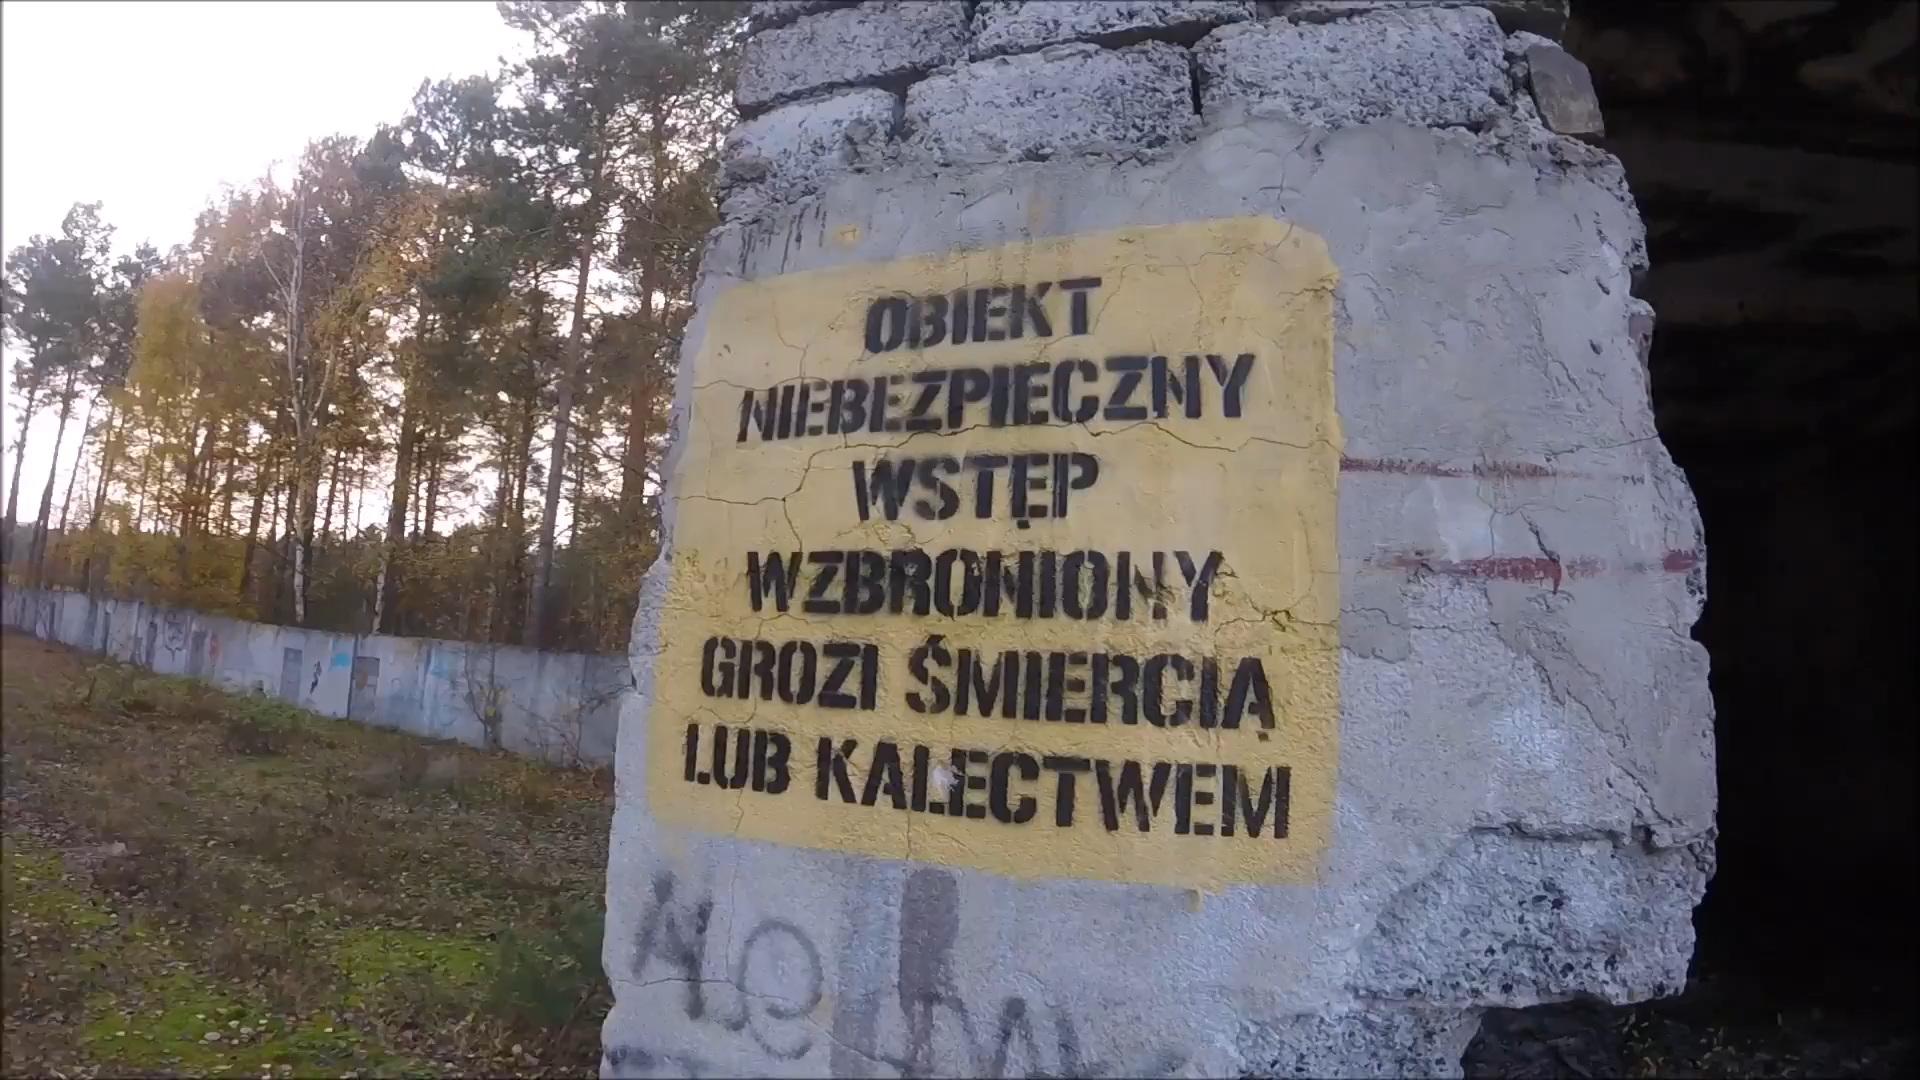 OBIEKT
NIEBEZPIECZNY
WSTĘP
WZBRONIONY
GROZI ŚMIERCIĄ
LUB KALECTWEM